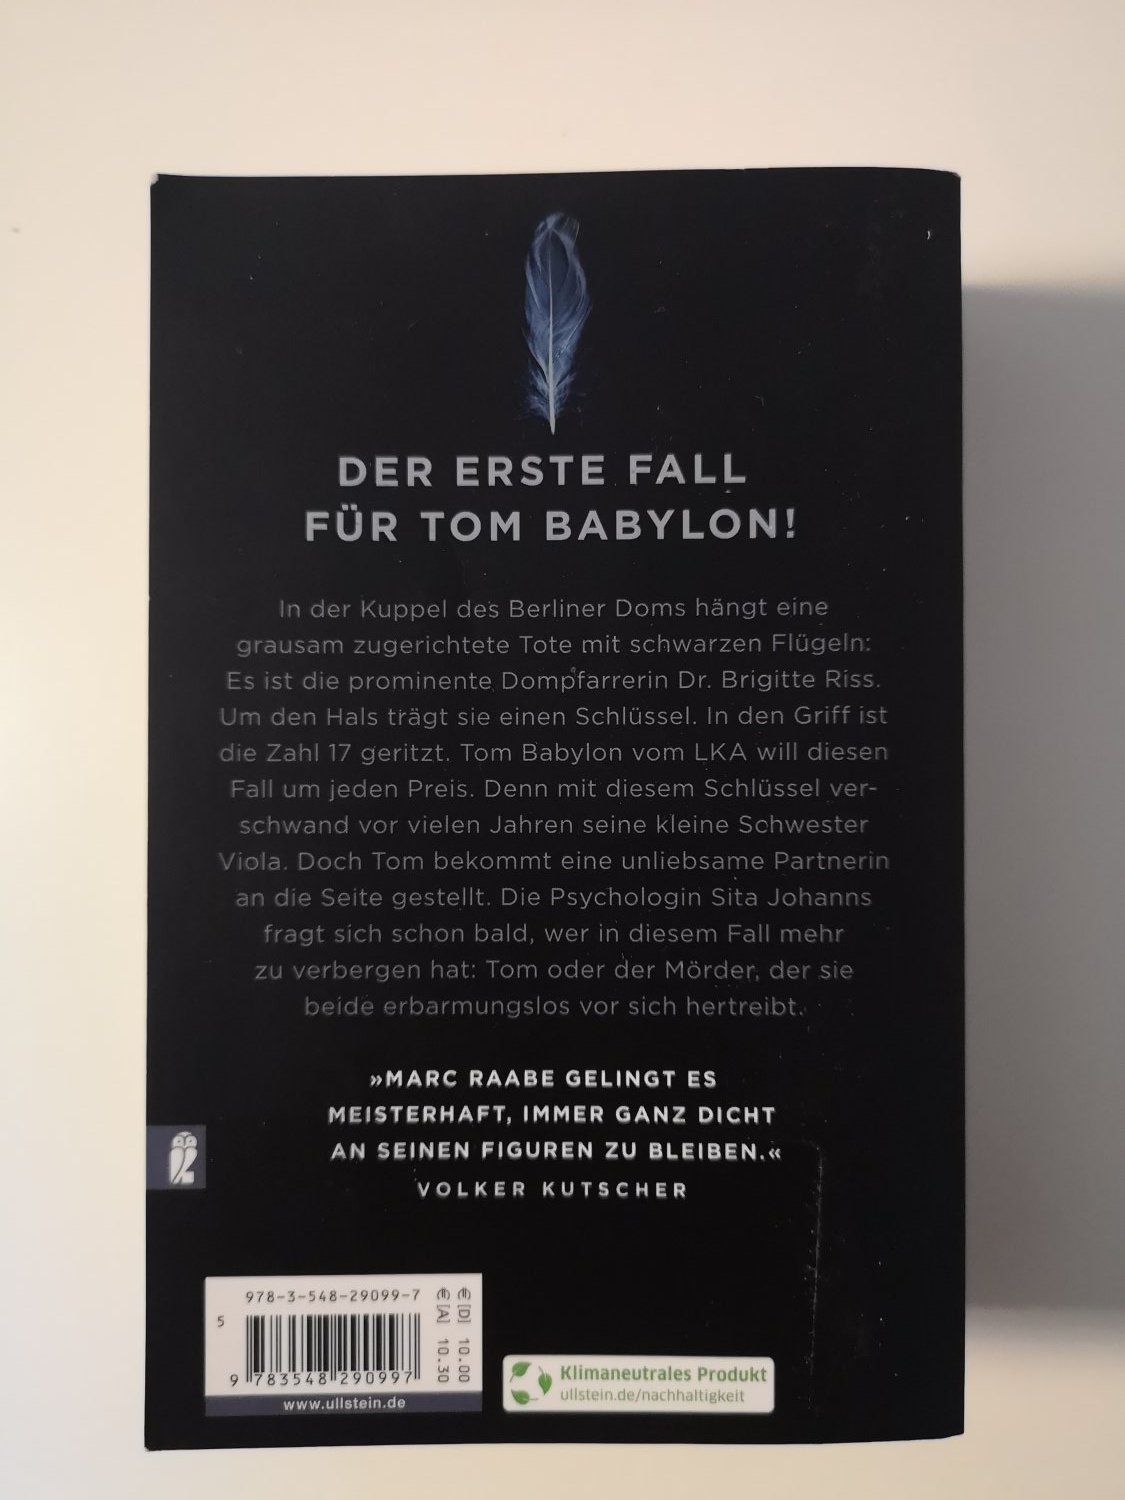 DER ERSTE FALL
FÜR TOM BABYLON!
In der Kuppel des Berliner Doms hängt eine
grausam zugerichtete Tote mit schwarzen Flügeln:
Es ist die prominente Dompfarrerin Dr. Brigitte Riss.
Um den Hals trägt sie einen Schlüssel. In den Griff ist
die Zahl 17 geritzt. Tom Babylon vom LKA will diesen
Fall um jeden Preis. Denn mit diesem Schlüssel ver-
schwand vor vielen Jahren seine kleine Schwester
Viola. Doch Tom bekommt eine unliebsame Partnerin
an die Seite gestellt. Die Psychologin Sita Johanns
fragt sich schon bald, wer in diesem Fall mehr
zu verbergen hat: Tom oder der Mörder, der sie
beide erbarmungslos vor sich hertreibt.
»MARC RAABE GELINGT ES
MEISTERHAFT, IMMER GANZ DICHT
AN SEINEN FIGUREN ZU BLEIBEN.«
VOLKER KUTSCHER
978-3-548-29099-7
5
9 783548 290997
€ [D] 10.00
€ [A] 10.30
www.ullstein.de
Klimaneutrales Produkt
ullstein.de/nachhaltigkeit